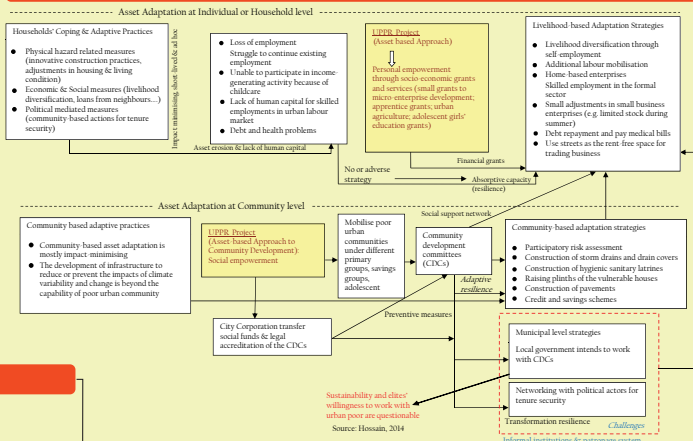 Asset Adaptation at Individual or Household level
Households' Coping & Adaptive Practices
Physical hazard related measures
(innovative construction practices,
adjustments in housing & living
condition)
Economic & Social measures (livelihood
diversification, loans from neighbours...)
Political mediated measures
(community-based actions for tenure
security)
Impact minimising, short-lived & ad hoc
Loss of employment
Struggle to continue existing
employment
Unable to participate in income-
generating activity because of
childcare
Lack of human capital for skilled
employments in urban labour
market
Debt and health problems
Asset erosion & lack of human capital
UPPR Project
(Asset based Approach)
Personal empowerment
through socio-economic grants
and services (small grants to
micro-enterprise development;
apprentice grants; urban
agriculture; adolescent girls'
education grants)
Financial grants
No or adverse
strategy
Absorptive capacity
(resilience)
Livelihood-based Adaptation Strategies
Livelihood diversification through
self-employment
Additional labour mobilisation
Home-based enterprises
Skilled employment in the formal
sector
Small adjustments in small business
enterprises (e.g. limited stock during
summer)
Debt repayment and pay medical bills
Use streets as the rent-free space for
trading business
Asset Adaptation at Community level
Social support network
Community based adaptive practices
Community-based asset adaptation is
mostly impact-minimising
The development of infrastructure to
reduce or prevent the impacts of climate
variability and change is beyond the
capability of poor urban community
UPPR Project
(Asset-based Approach to
Community Development):
Social empowerment
Mobilise poor
urban
communities
under different
primary
groups, savings
groups,
adolescent
Community
development
committees
(CDCs)
Adaptive
resilience
Community-based adaptation strategies
Participatory risk assessment
Construction of storm drains and drain covers
Construction of hygienic sanitary latrines
Raising plinths of the vulnerable houses
Construction of pavements
Credit and savings schemes
City Corporation transfer
social funds & legal
accreditation of the CDCs
Preventive measures
Municipal level strategies
Local government intends to work
with CDCs
Networking with political actors for
tenure security
Transformation resilience
Challenges
Sustainability and elites'
willingness to work with
urban poor are questionable
Source: Hossain, 2014
Informal institutions & patronage system